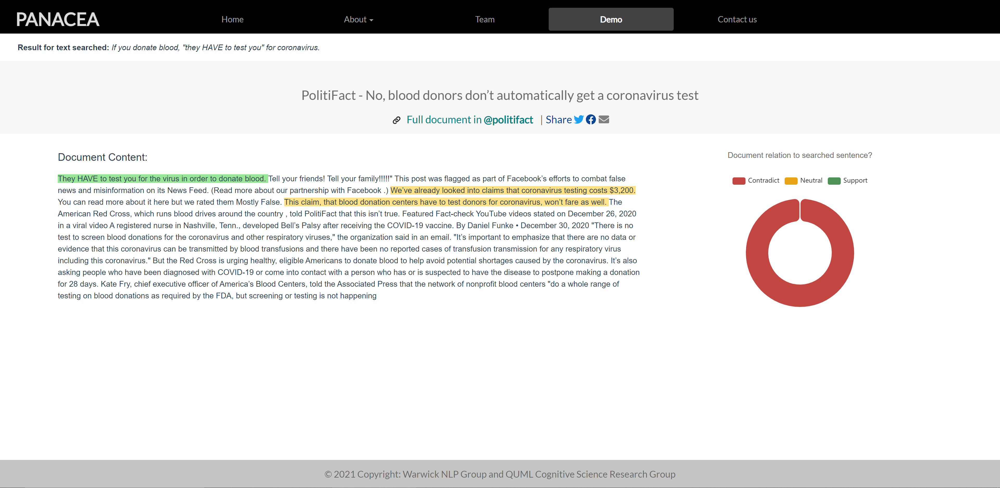 PANACEA
Home
About
Team
Demo
Contact us
Result for text searched: If you donate blood, "they HAVE to test you" for coronavirus.
PolitiFact - No, blood donors don’t automatically get a coronavirus test
Full document in @politifact | Share
Document Content:
They HAVE to test you for the virus in order to donate blood. Tell your friends! Tell your family!!!!!" This post was flagged as part of Facebook’s efforts to combat false
news and misinformation on its News Feed. (Read more about our partnership with Facebook .) We’ve already looked into claims that coronavirus testing costs $3,200.
You can read more about it here but we rated them Mostly False. This claim, that blood donation centers have to test donors for coronavirus, won’t fare as well. The
American Red Cross, which runs blood drives around the country , told PolitiFact that this isn’t true. Featured Fact-check YouTube videos stated on December 26, 2020
in a viral video A registered nurse in Nashville, Tenn., developed Bell’s Palsy after receiving the COVID-19 vaccine. By Daniel Funke • December 30, 2020 "There is no
test to screen blood donations for the coronavirus and other respiratory viruses," the organization said in an email. "It’s important to emphasize that there are no data or
evidence that this coronavirus can be transmitted by blood transfusions and there have been no reported cases of transfusion transmission for any respiratory virus
including this coronavirus." But the Red Cross is urging healthy, eligible Americans to donate blood to help avoid potential shortages caused by the coronavirus. It’s also
asking people who have been diagnosed with COVID-19 or come into contact with a person who has or is suspected to have the disease to postpone making a donation
for 28 days. Kate Fry, chief executive officer of America’s Blood Centers, told the Associated Press that the network of nonprofit blood centers "do a whole range of
testing on blood donations as required by the FDA, but screening or testing is not happening
Document relation to searched sentence?
Contradict
Neutral
Support
© 2021 Copyright: Warwick NLP Group and QUML Cognitive Science Research Group